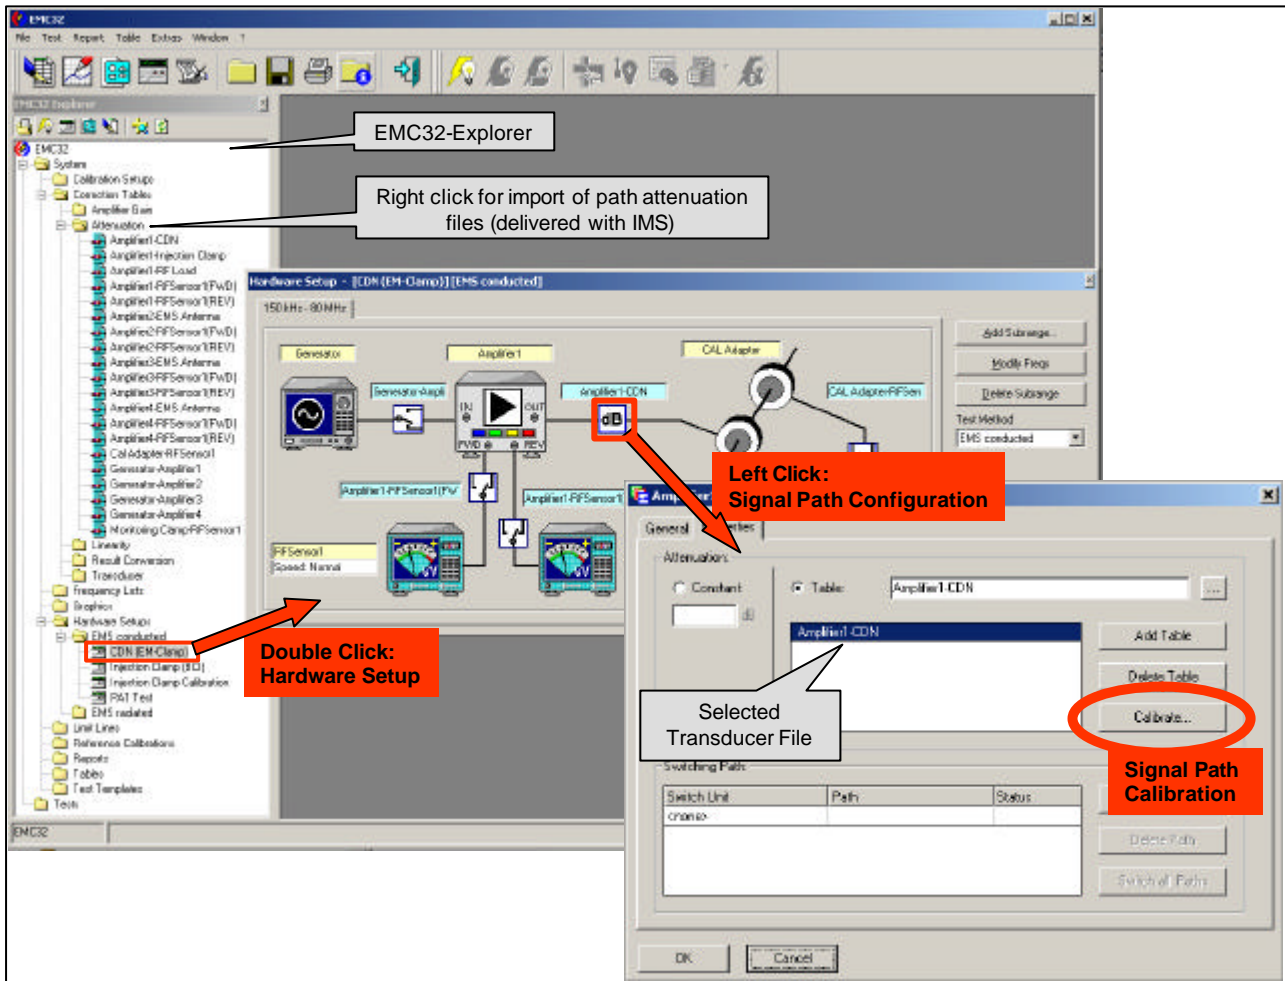 EMC32
File Test Report Table Extras Window ?
EMC32 Explorer
EMC32
System
Calibration Setups
Correction Tables
Amplifier Gain
Attenuation
Amplifier1-CDN
Amplifier1-Injection Clamp
Amplifier1-RF Load
Amplifier1-RFSensor1(FWD)
Amplifier1-RFSensor1(REV)
Amplifier2-EMS Antenna
Amplifier2-RFSensor1(FWD)
Amplifier2-RFSensor1(REV)
Amplifier3-EMS Antenna
Amplifier3-RFSensor1(FWD)
Amplifier3-RFSensor1(REV)
Amplifier4-EMS Antenna
Amplifier4-RFSensor1(FWD)
Amplifier4-RFSensor1(REV)
Cal Adapter-RFSensor1
Generator-Amplifier1
Generator-Amplifier2
Generator-Amplifier3
Generator-Amplifier4
Monitoring Clamp-RFSensor1
Linearity
Result Conversion
Transducer
Frequency Lists
Graphics
Hardware Setups
EMS conducted
CDN (EM-Clamp)
Injection Clamp (BCI)
Injection Clamp Calibration
PAT Test
EMS radiated
Limit Lines
Reference Calibrations
Reports
Tables
Test Templates
Tests
EMC32
EMC32-Explorer
Right click for import of path attenuation
files (delivered with IMS)
Hardware Setup - [[CDN (EM-Clamp)] [EMS conducted]
150 kHz - 80 MHz
Generator
Amplifier1
CAL Adapter
Generator-Ampli
Amplifier1-CDN
CAL Adapter-RFSen
IN
OUT
dB
FWD
REV
Amplifier1-RFSensor1(FW
Amplifier1-RFSensor1
RFSensor1
Speed: Normal
Add Subrange...
Modify Freqs
Delete Subrange
Test Method
EMS conducted
Double Click:
Hardware Setup
Left Click:
Signal Path Configuration
General
Attenuation:
Constant
dB
Table:
Amplifier1-CDN
...
Amplifier1-CDN
Add Table
Delete Table
Calibrate...
Selected
Transducer File
Signal Path
Calibration
Switching Path:
Switch Unit Path Status
<none>
Delete Path
Switch all Paths
OK
Cancel